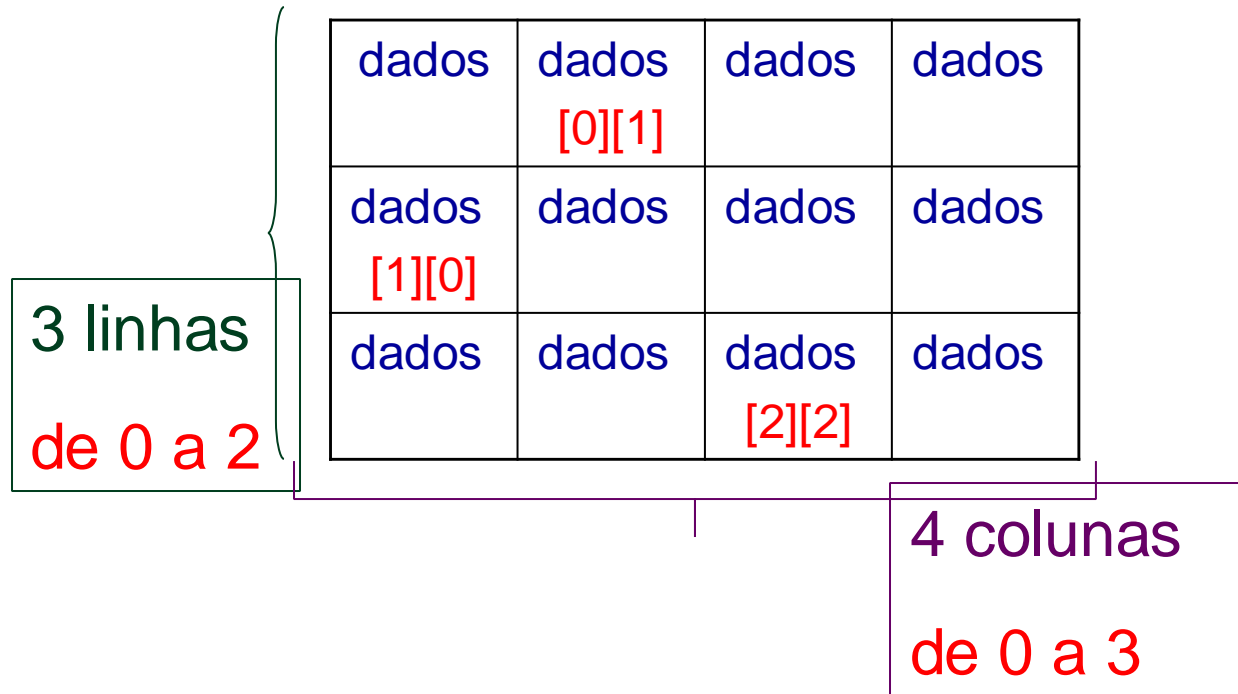 dados dados dados dados
[0][1]
dados dados dados dados
[1][0]
3 linhas
dados dados dados dados
de 0 a 2
[2][2]
4 colunas
de 0 a 3